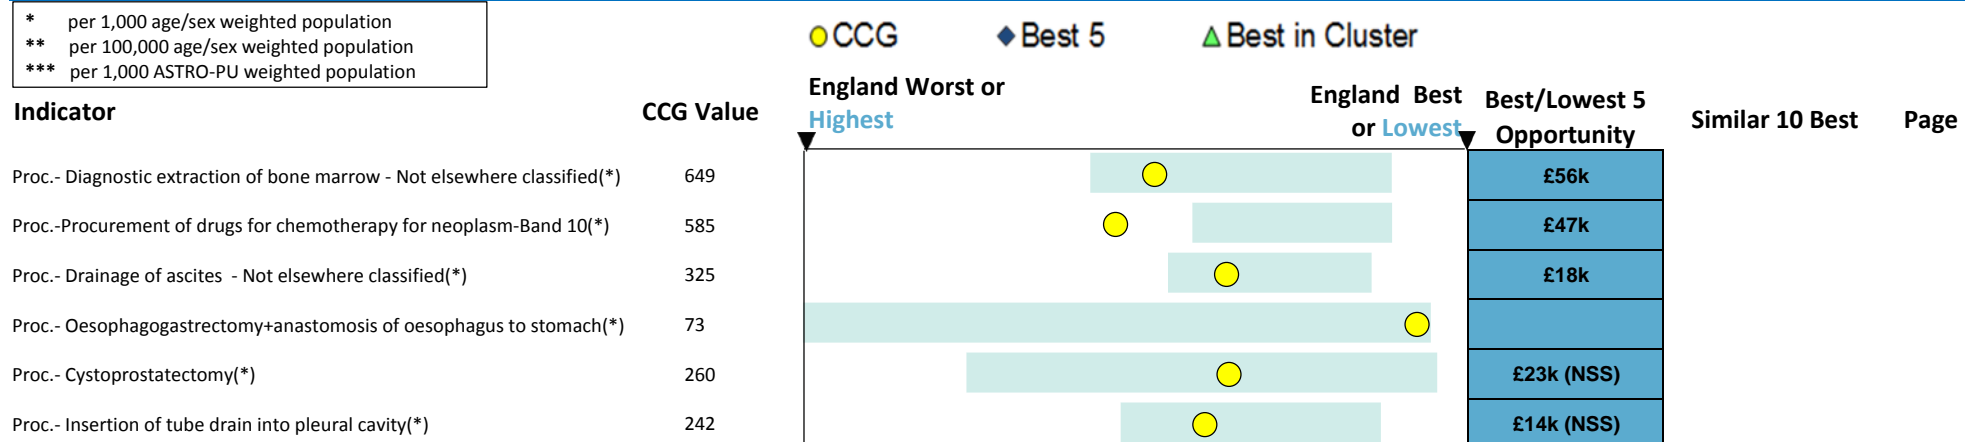 * per 1,000 age/sex weighted population
** per 100,000 age/sex weighted population
*** per 1,000 ASTRO-PU weighted population
CCG Best 5 Best in Cluster
Indicator CCG Value England Worst or Highest England Best or Lowest Best/Lowest 5 Opportunity Similar 10 Best Page
Proc.- Diagnostic extraction of bone marrow - Not elsewhere classified(*) 649 £56k
Proc.-Procurement of drugs for chemotherapy for neoplasm-Band 10(*) 585 £47k
Proc.- Drainage of ascites - Not elsewhere classified(*) 325 £18k
Proc.- Oesophagogastrectomy+anastomosis of oesophagus to stomach(*) 73
Proc.- Cystoprostatectomy(*) 260 £23k (NSS)
Proc.- Insertion of tube drain into pleural cavity(*) 242 £14k (NSS)